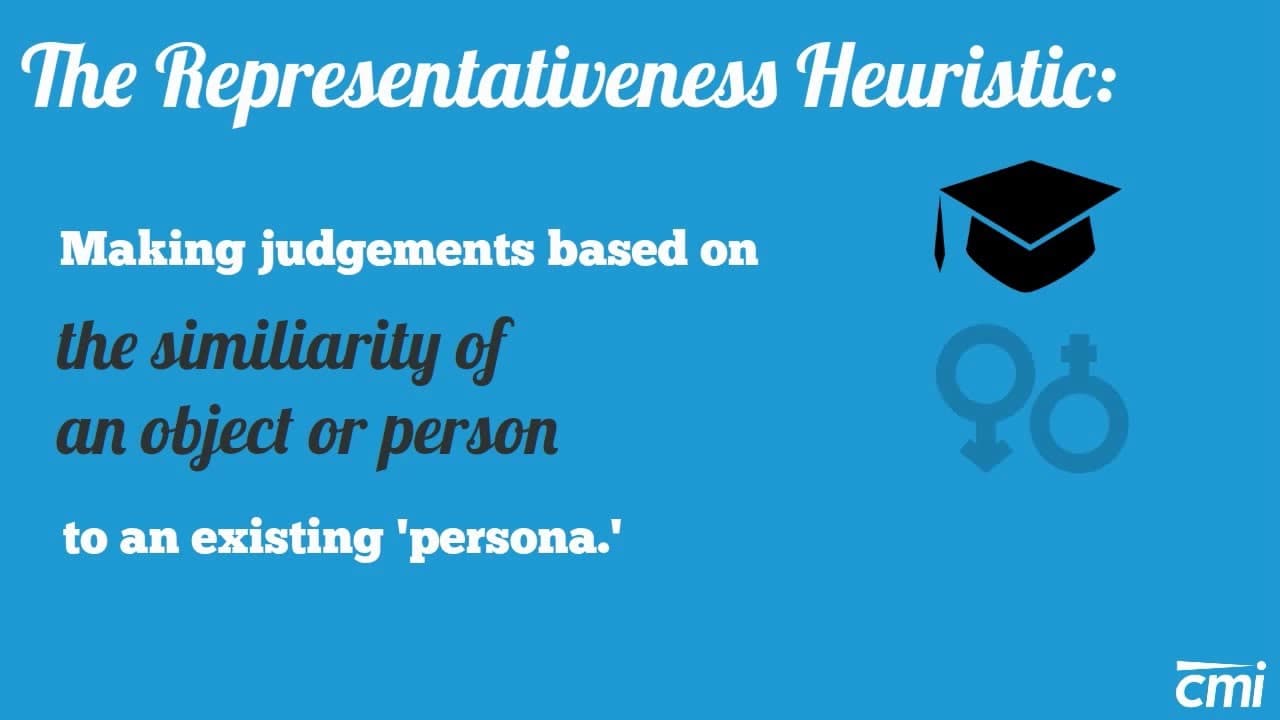 The Representativeness Heuristic:
Making judgements based on
the similiarity of
an object or person
to an existing 'persona.'
cmi